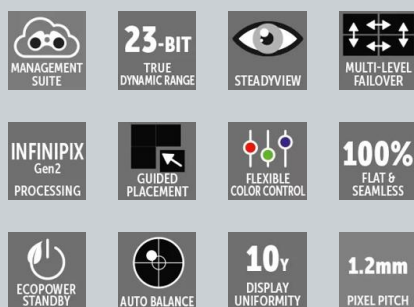 MANAGEMENT
SUITE
23-BIT
TRUE
DYNAMIC RANGE
STEADYVIEW
MULTI-LEVEL
FAILOVER
INFINIPIX
Gen2
PROCESSING
GUIDED
PLACEMENT
FLEXIBLE
COLOR CONTROL
100%
FLAT &
SEAMLESS
ECOPOWER
STANDBY
AUTO BALANCE
10Y
DISPLAY
UNIFORMITY
1.2mm
PIXEL PITCH